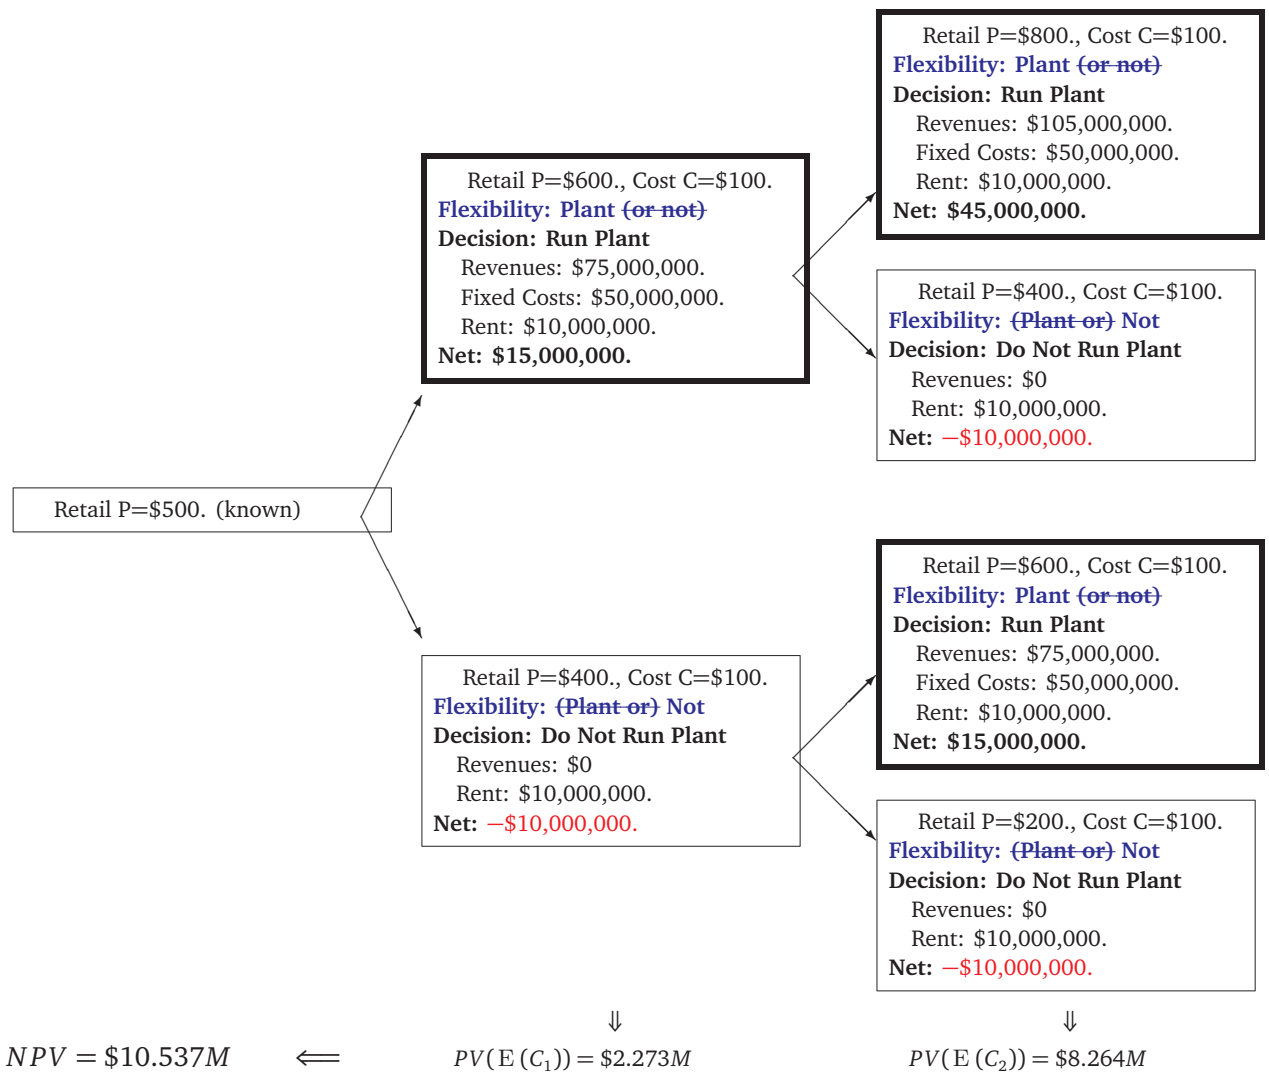 Retail P=$500. (known)
Retail P=$600., Cost C=$100.
Flexibility: Plant (or not)
Decision: Run Plant
Revenues: $75,000,000.
Fixed Costs: $50,000,000.
Rent: $10,000,000.
Net: $15,000,000.
Retail P=$400., Cost C=$100.
Flexibility: (Plant or) Not
Decision: Do Not Run Plant
Revenues: $0
Rent: $10,000,000.
Net: −$10,000,000.
Retail P=$800., Cost C=$100.
Flexibility: Plant (or not)
Decision: Run Plant
Revenues: $105,000,000.
Fixed Costs: $50,000,000.
Rent: $10,000,000.
Net: $45,000,000.
Retail P=$400., Cost C=$100.
Flexibility: (Plant or) Not
Decision: Do Not Run Plant
Revenues: $0
Rent: $10,000,000.
Net: −$10,000,000.
Retail P=$600., Cost C=$100.
Flexibility: Plant (or not)
Decision: Run Plant
Revenues: $75,000,000.
Fixed Costs: $50,000,000.
Rent: $10,000,000.
Net: $15,000,000.
Retail P=$200., Cost C=$100.
Flexibility: (Plant or) Not
Decision: Do Not Run Plant
Revenues: $0
Rent: $10,000,000.
Net: −$10,000,000.
⇓ ⇓
NPV = $10.537M ⟸ PV(E(C₁)) = $2.273M PV(E(C₂)) = $8.264M